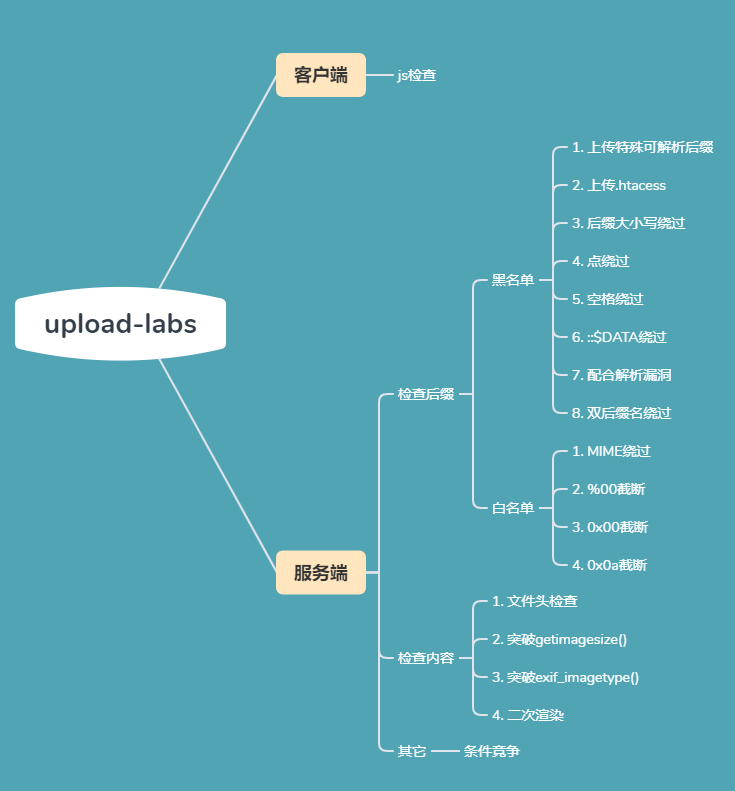 upload-labs
客户端
js检查
服务端
检查后缀
黑名单
1. 上传特殊可解析后缀
2. 上传.htacess
3. 后缀大小写绕过
4. 点绕过
5. 空格绕过
6. ::$DATA绕过
7. 配合解析漏洞
8. 双后缀名绕过
白名单
1. MIME绕过
2. %00截断
3. 0x00截断
4. 0x0a截断
检查内容
1. 文件头检查
2. 突破getimagesize()
3. 突破exif_imagetype()
4. 二次渲染
其它
条件竞争